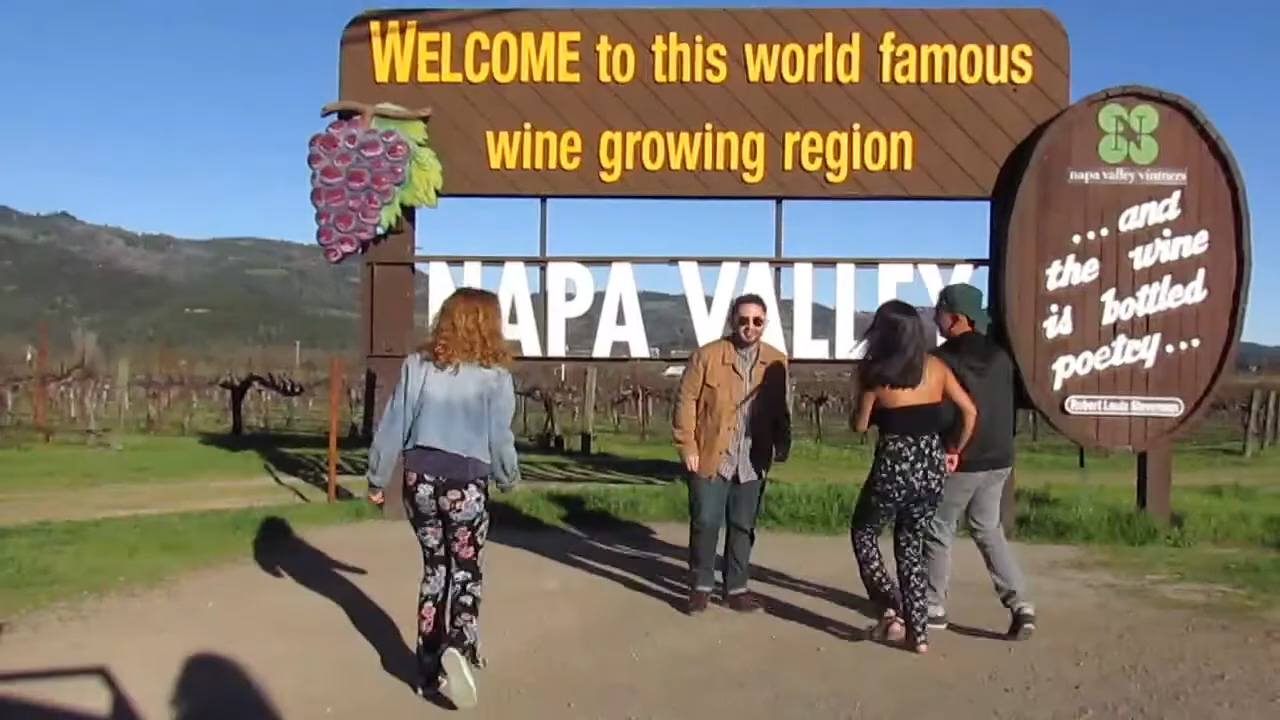 WELCOME to this world famous
wine growing region
NAPA VALLEY
N
napa valley vintners
... and
the wine
is bottled
poetry...
Robert Louis Stevenson